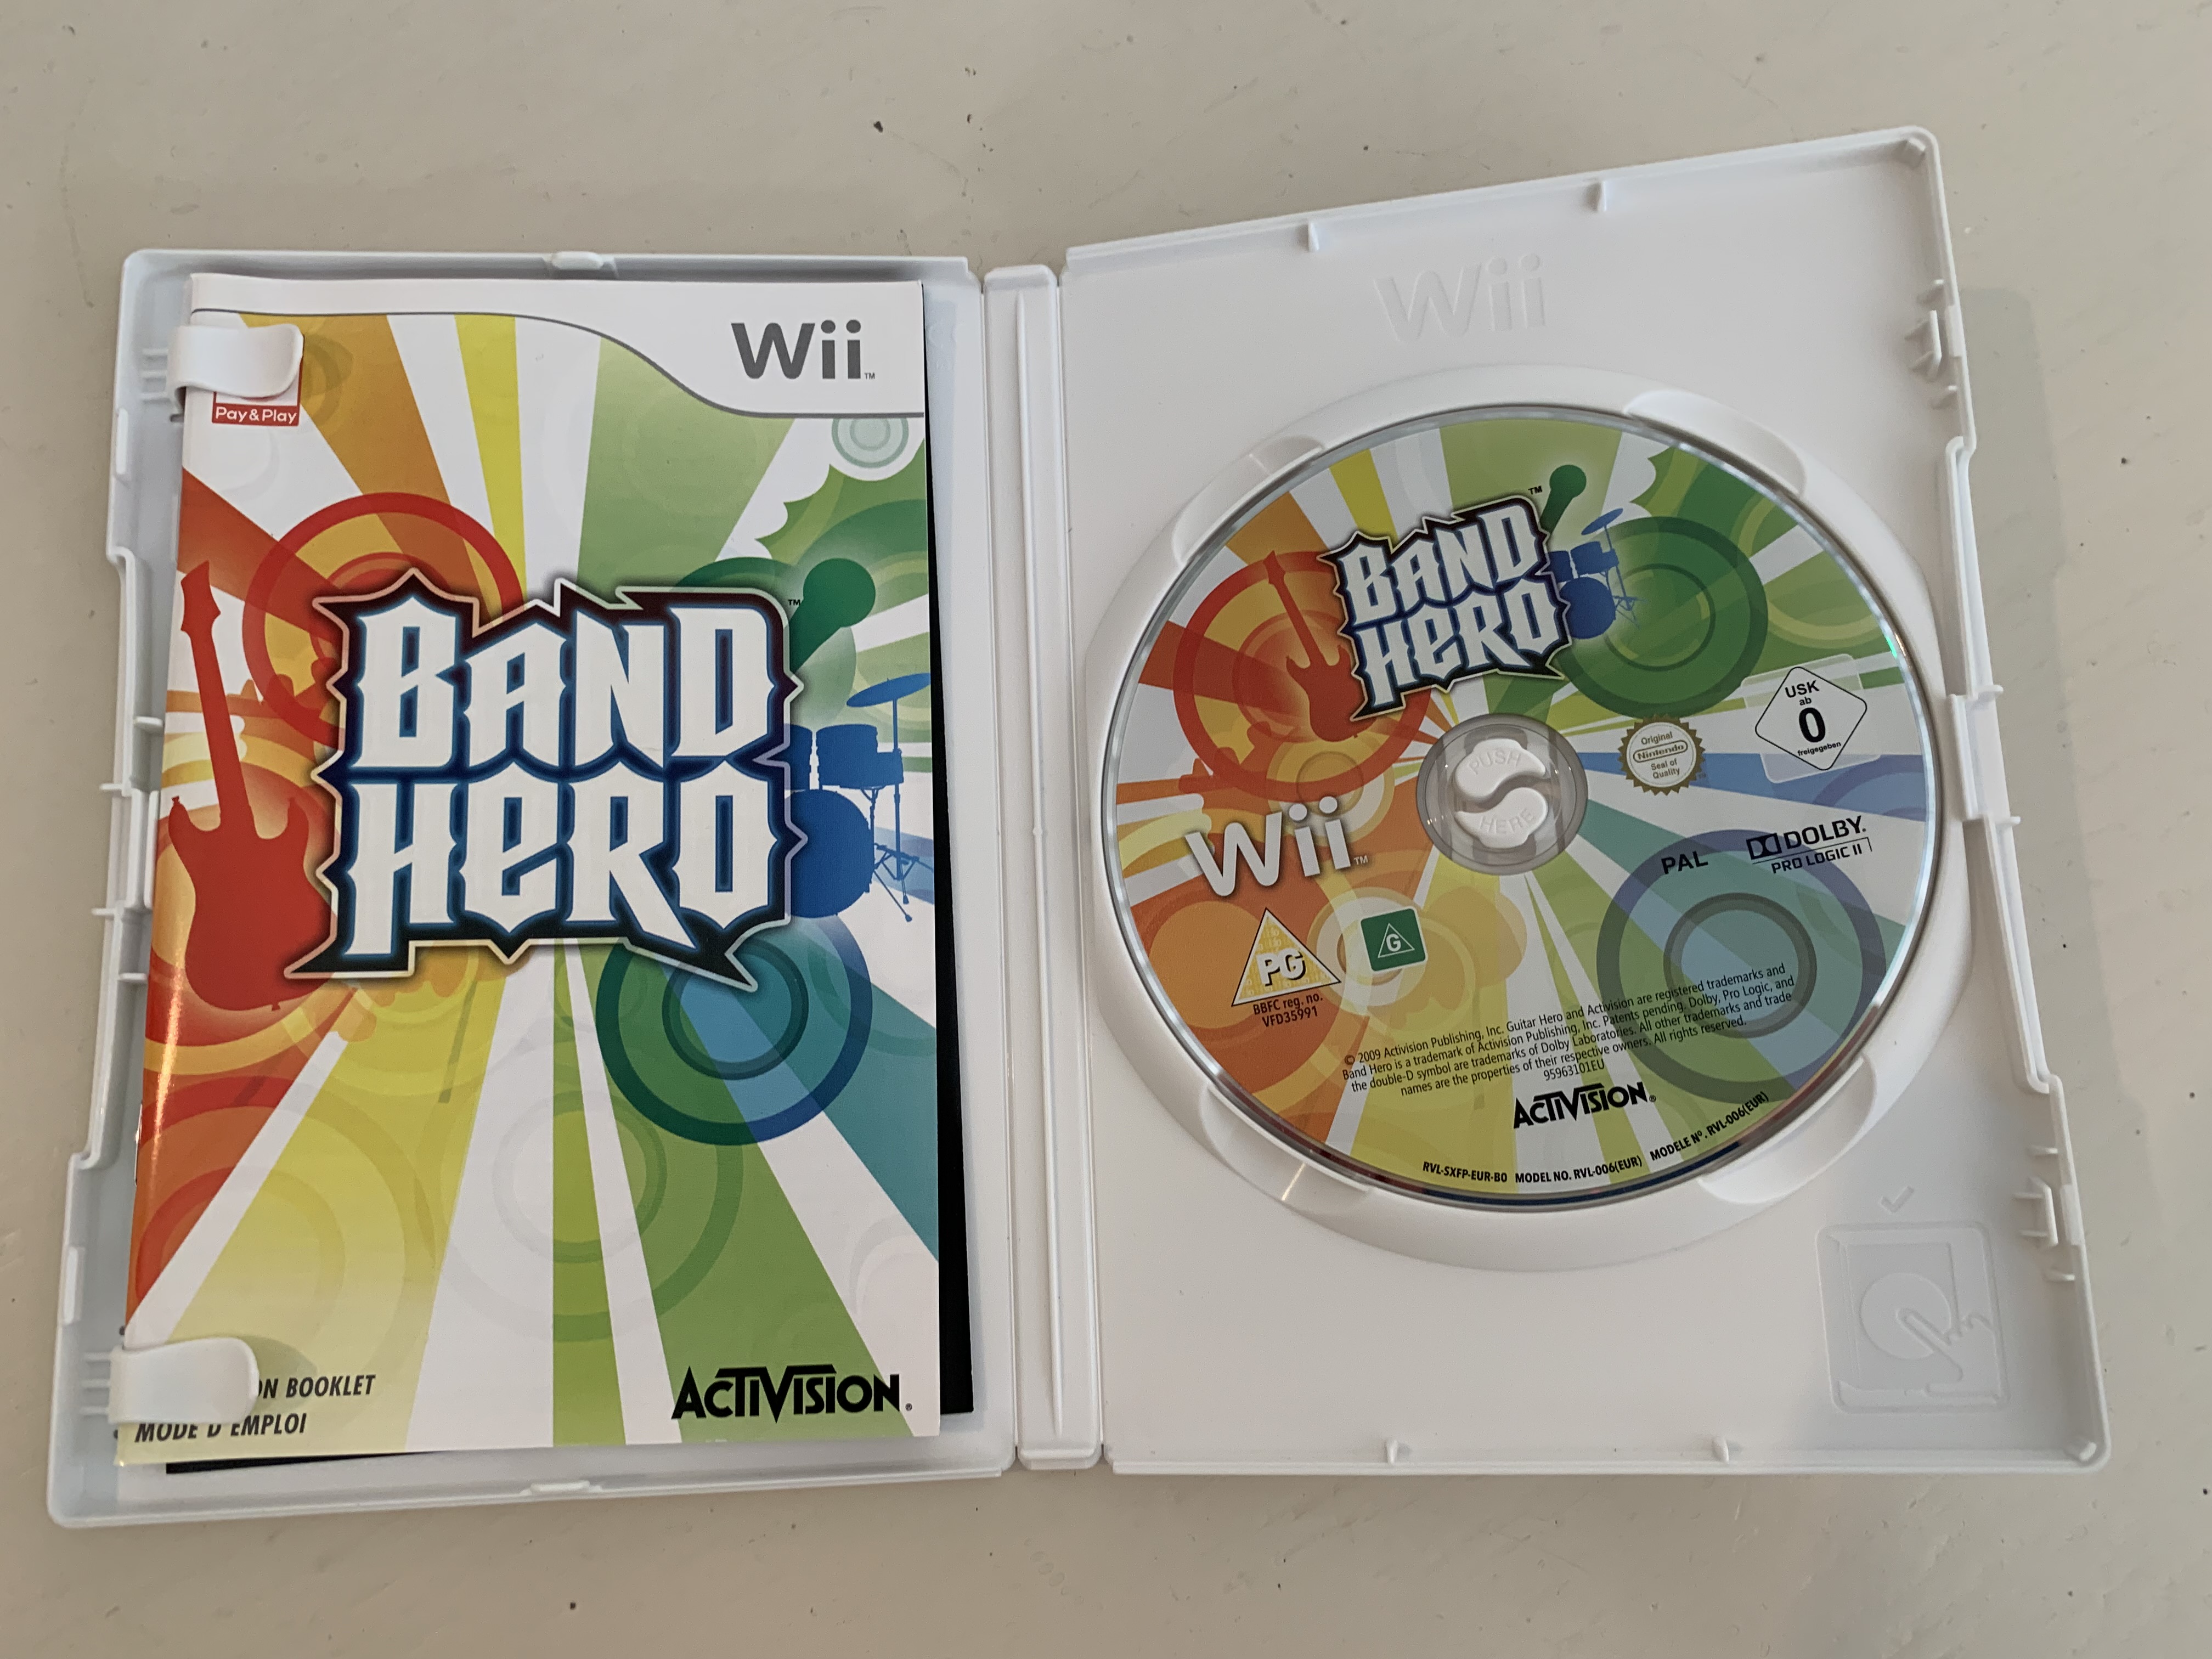 Wii™
Pay & Play
BAND™
HERO
ON BOOKLET
MODE D'EMPLOI
ACTIVISION®
Wii
BAND™
HERO
PUSH
HERE
Original
Nintendo
Seal of
Quality
USK
ab
0
freigegeben
Wii™
PAL
DOLBY®
PRO LOGIC II
PG
BBFC reg. no.
VFD35991
G
© 2009 Activision Publishing, Inc. Guitar Hero and Activision are registered trademarks and
Band Hero is a trademark of Activision Publishing, Inc. Patents pending. Dolby, Pro Logic, and
the double-D symbol are trademarks of Dolby Laboratories. All other trademarks and trade
names are the properties of their respective owners. All rights reserved.
95963101EU
ACTIVISION®
RVL-SXFP-EUR-B0 MODEL NO. RVL-006(EUR) MODELE N°. RVL-006(EUR)